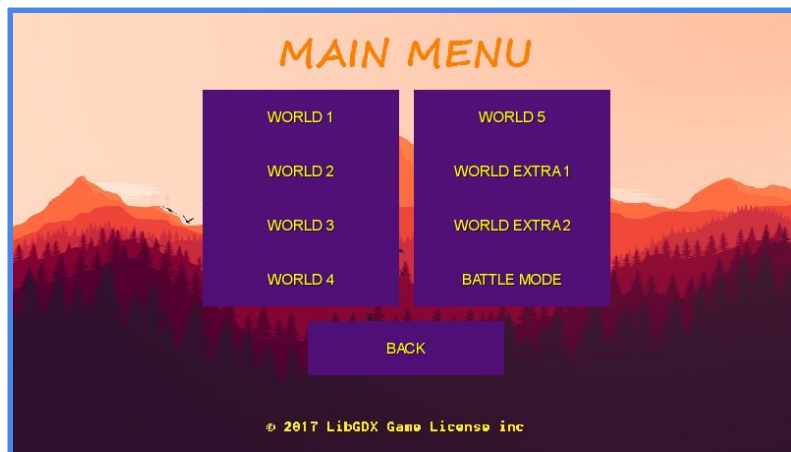 MAIN MENU
WORLD 1
WORLD 2
WORLD 3
WORLD 4
WORLD 5
WORLD EXTRA1
WORLD EXTRA2
BATTLE MODE
BACK
© 2017 LibGDX Game License inc